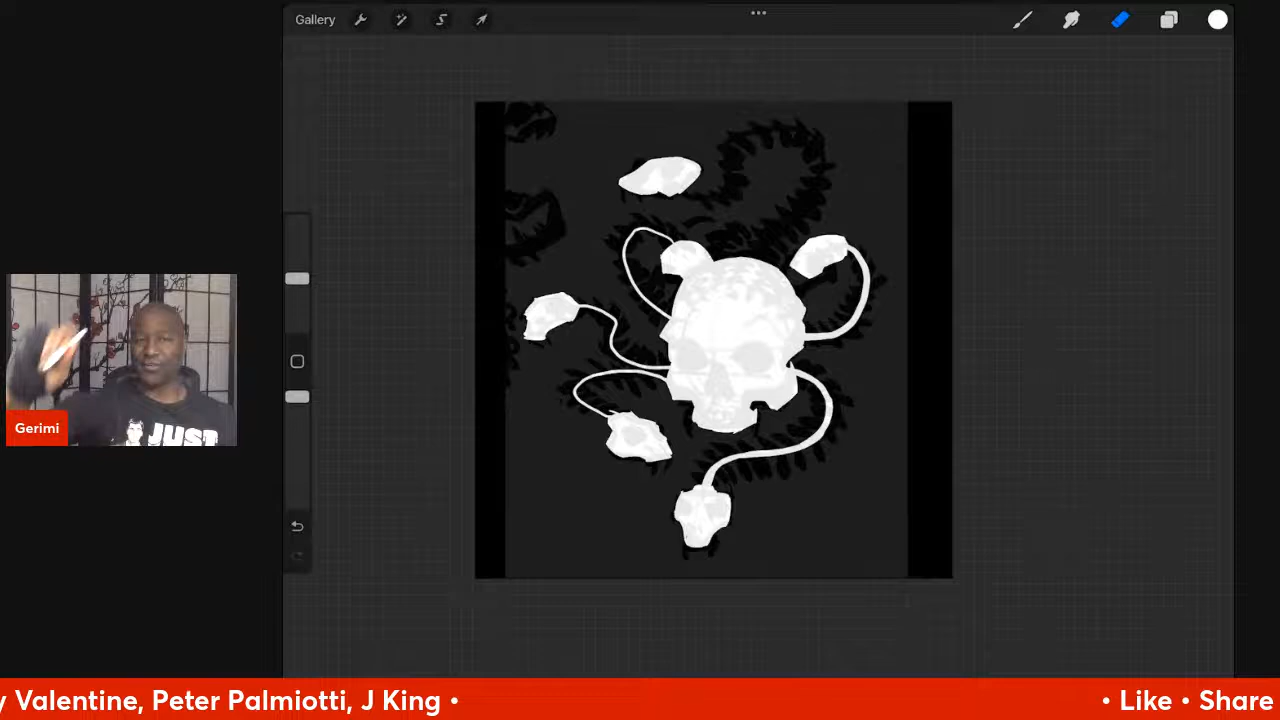 Gallery
Gerimi
JUST
y Valentine, Peter Palmiotti, J King • • Like • Share